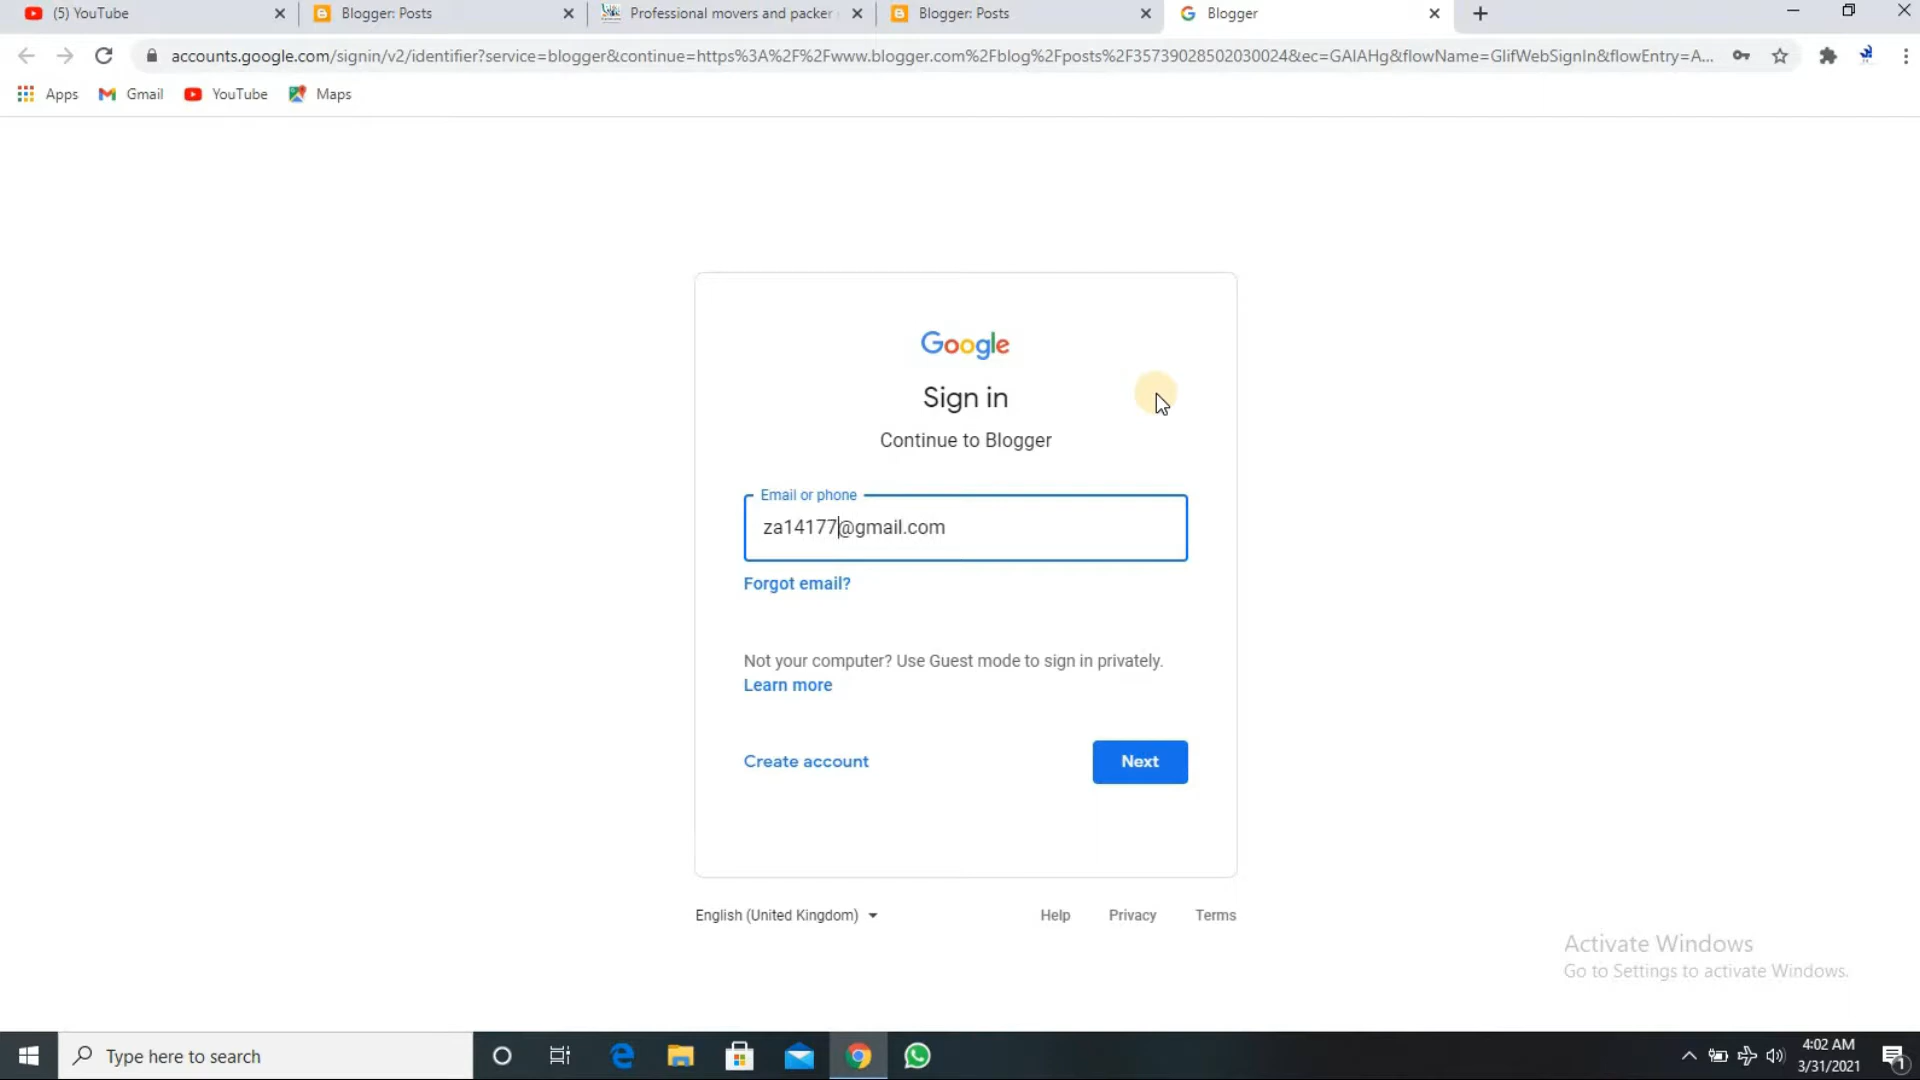 (5) YouTube
Blogger: Posts
Professional movers and packer
Blogger: Posts
Blogger
accounts.google.com/signin/v2/identifier?service=blogger&continue=https%3A%2F%2Fwww.blogger.com%2Fblog%2Fposts%2F35739028502030024&ec=GAlAHg&flowName=GlifWebSignIn&flowEntry=A...
Apps
Gmail
YouTube
Maps
Google
Sign in
Continue to Blogger
Email or phone
za14177@gmail.com
Forgot email?
Not your computer? Use Guest mode to sign in privately.
Learn more
Create account
Next
English (United Kingdom)
Help
Privacy
Terms
Activate Windows
Go to Settings to activate Windows.
Type here to search
4:02 AM
3/31/2021
1